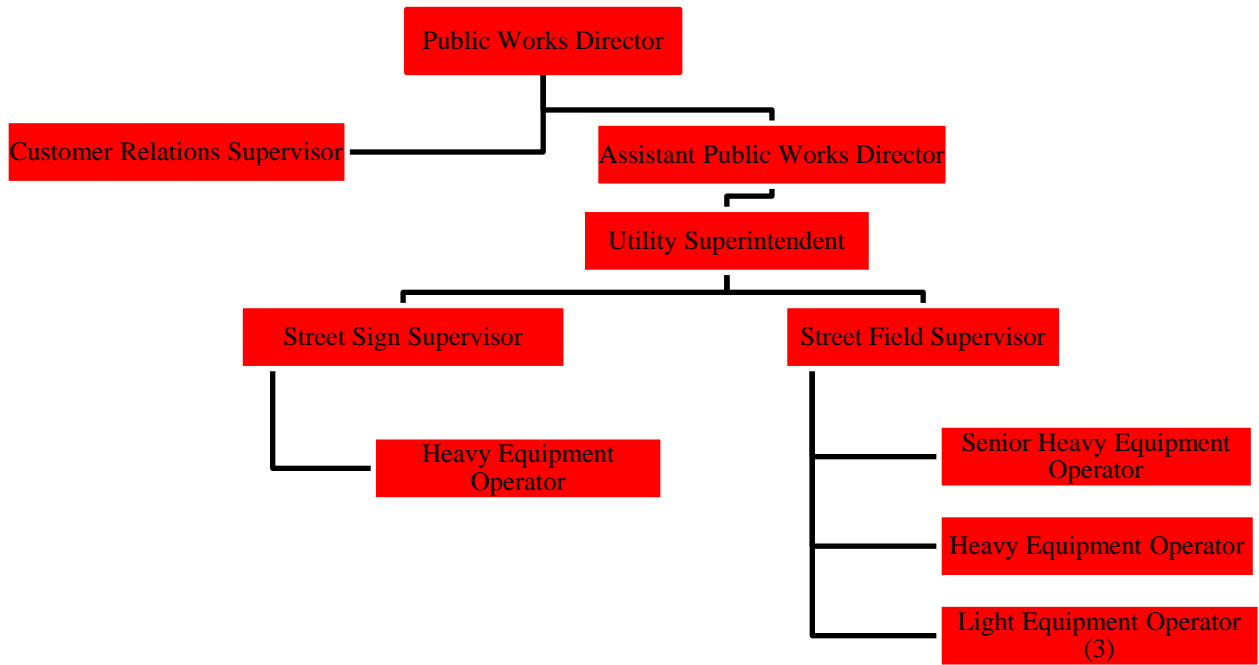 Public Works Director
Customer Relations Supervisor
Assistant Public Works Director
Utility Superintendent
Street Sign Supervisor
Street Field Supervisor
Heavy Equipment
Operator
Senior Heavy Equipment
Operator
Heavy Equipment Operator
Light Equipment Operator
(3)